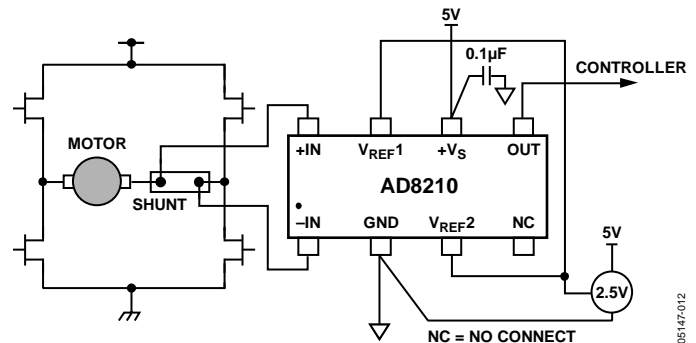 5V
0.1µF
CONTROLLER
MOTOR
SHUNT
+IN VREF1 +VS OUT
AD8210
–IN GND VREF2 NC
5V
2.5V
NC = NO CONNECT
05147-012